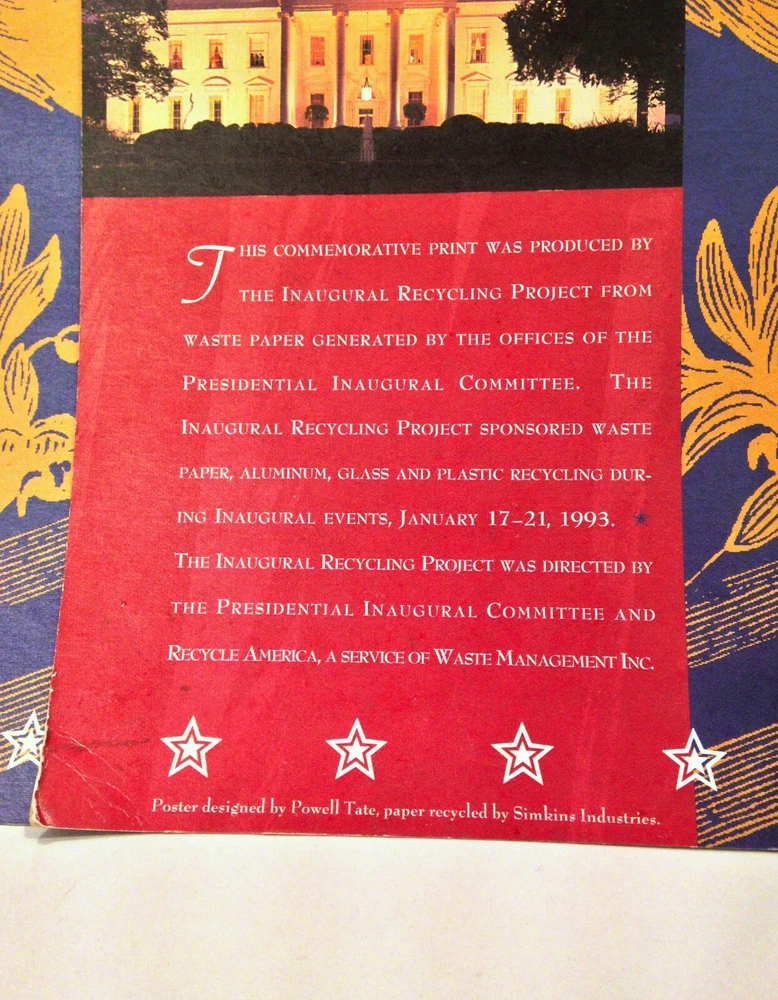 This commemorative print was produced by
the Inaugural Recycling Project from
waste paper generated by the offices of the
Presidential Inaugural Committee. The
Inaugural Recycling Project sponsored waste
paper, aluminum, glass and plastic recycling dur-
ing Inaugural events, January 17–21, 1993.
The Inaugural Recycling Project was directed by
the Presidential Inaugural Committee and
Recycle America, a service of Waste Management Inc.
Poster designed by Powell Tate, paper recycled by Simkins Industries.